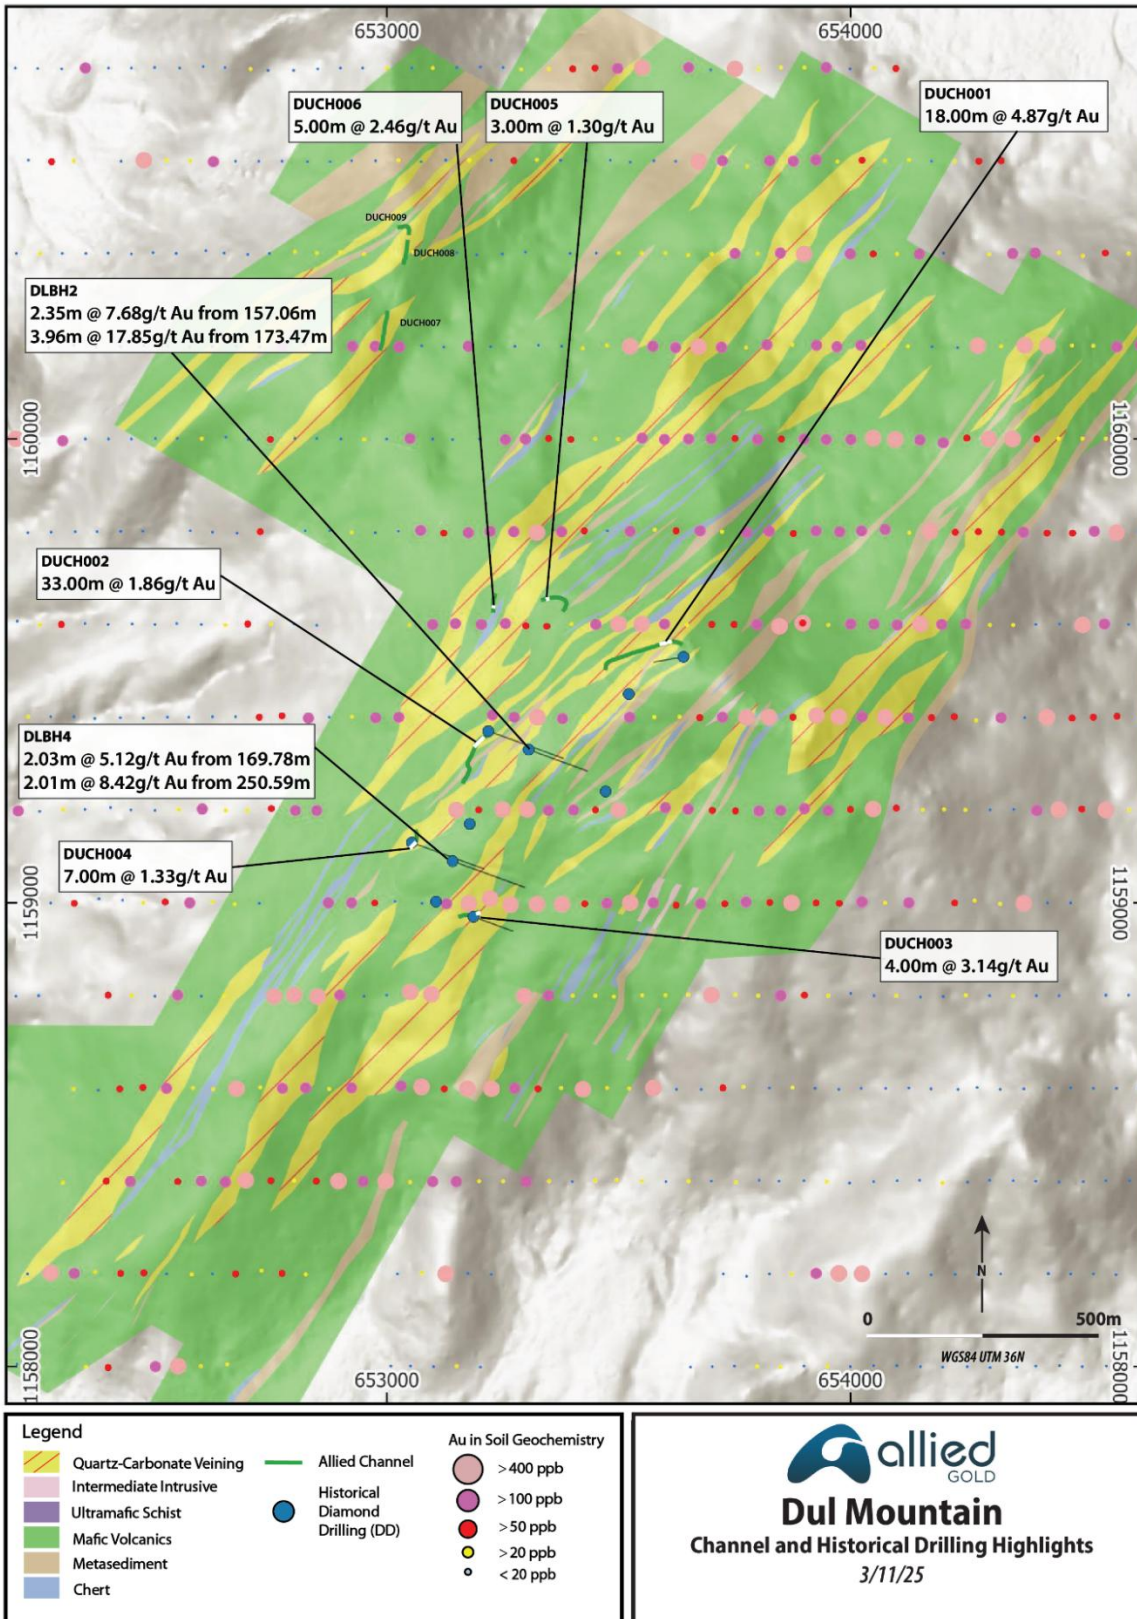 653000
654000
DUCH006
5.00m @ 2.46g/t Au
DUCH005
3.00m @ 1.30g/t Au
DUCH001
18.00m @ 4.87g/t Au
DUCH009
DUCH008
DLBH2
2.35m @ 7.68g/t Au from 157.06m
3.96m @ 17.85g/t Au from 173.47m
DUCH007
1160000
1160000
DUCH002
33.00m @ 1.86g/t Au
DLBH4
2.03m @ 5.12g/t Au from 169.78m
2.01m @ 8.42g/t Au from 250.59m
DUCH004
7.00m @ 1.33g/t Au
1159000
1159000
DUCH003
4.00m @ 3.14g/t Au
N
0 500m
WGS84 UTM 36N
1158000
1158000
653000
654000
Legend
Quartz-Carbonate Veining
Intermediate Intrusive
Ultramafic Schist
Mafic Volcanics
Metasediment
Chert
Allied Channel
Historical
Diamond
Drilling (DD)
Au in Soil Geochemistry
>400 ppb
>100 ppb
>50 ppb
>20 ppb
< 20 ppb
allied
GOLD
Dul Mountain
Channel and Historical Drilling Highlights
3/11/25